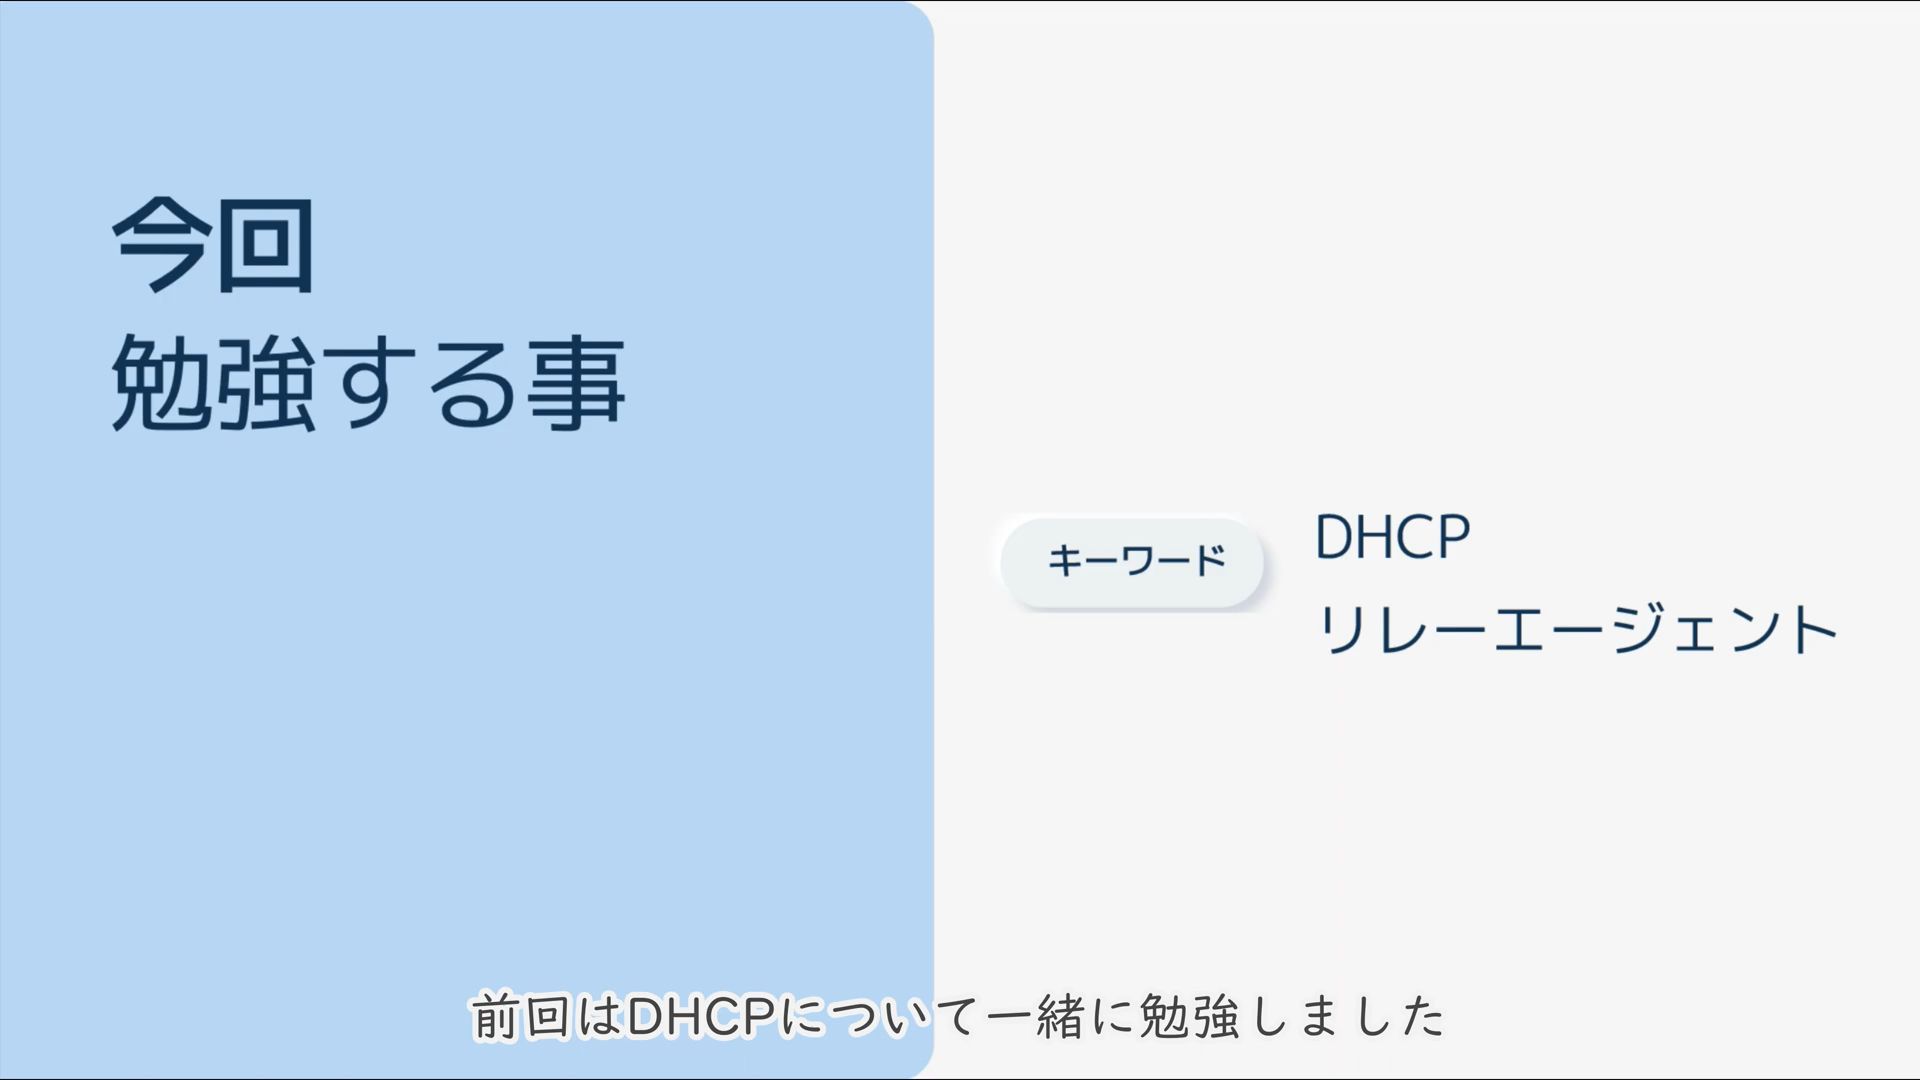 今回
勉強する事
キーワード
DHCP
リレーエージェント
前回はDHCPについて一緒に勉強しました